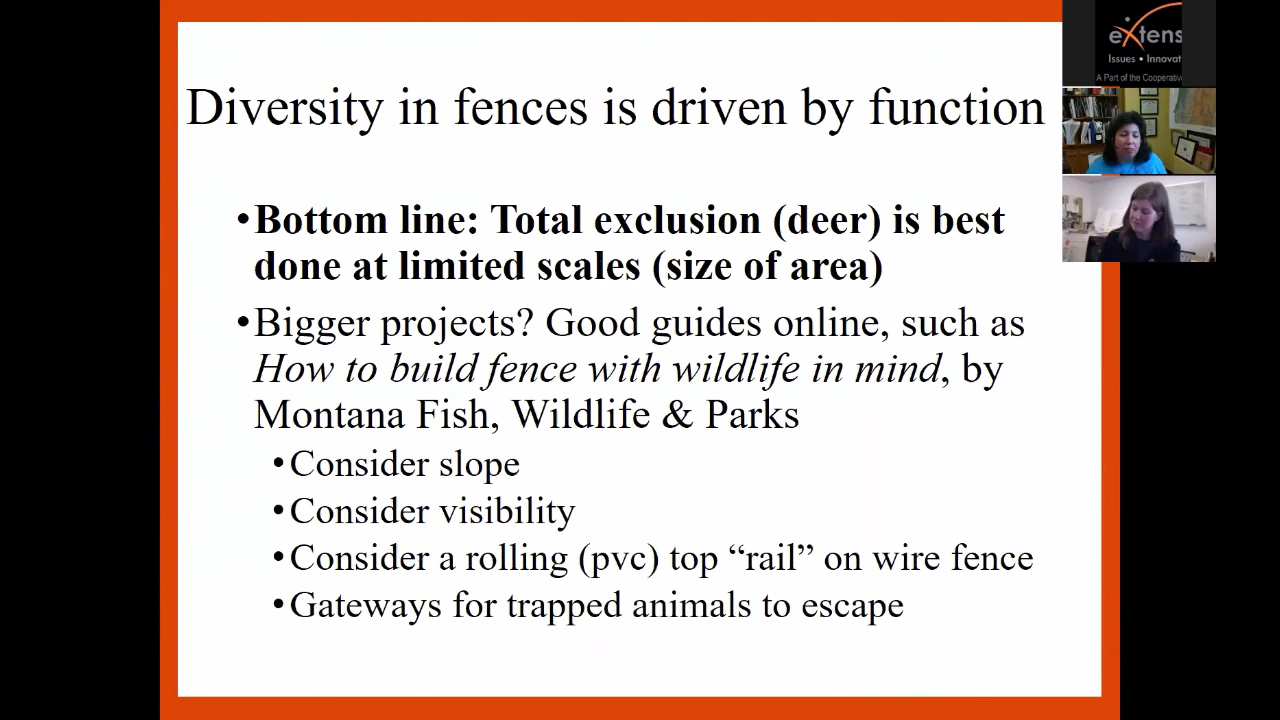 Diversity in fences is driven by function
•Bottom line: Total exclusion (deer) is best
done at limited scales (size of area)
•Bigger projects? Good guides online, such as
How to build fence with wildlife in mind, by
Montana Fish, Wildlife & Parks
•Consider slope
•Consider visibility
•Consider a rolling (pvc) top “rail” on wire fence
•Gateways for trapped animals to escape
eXtens
Issues • Innovat
A Part of the Cooperative